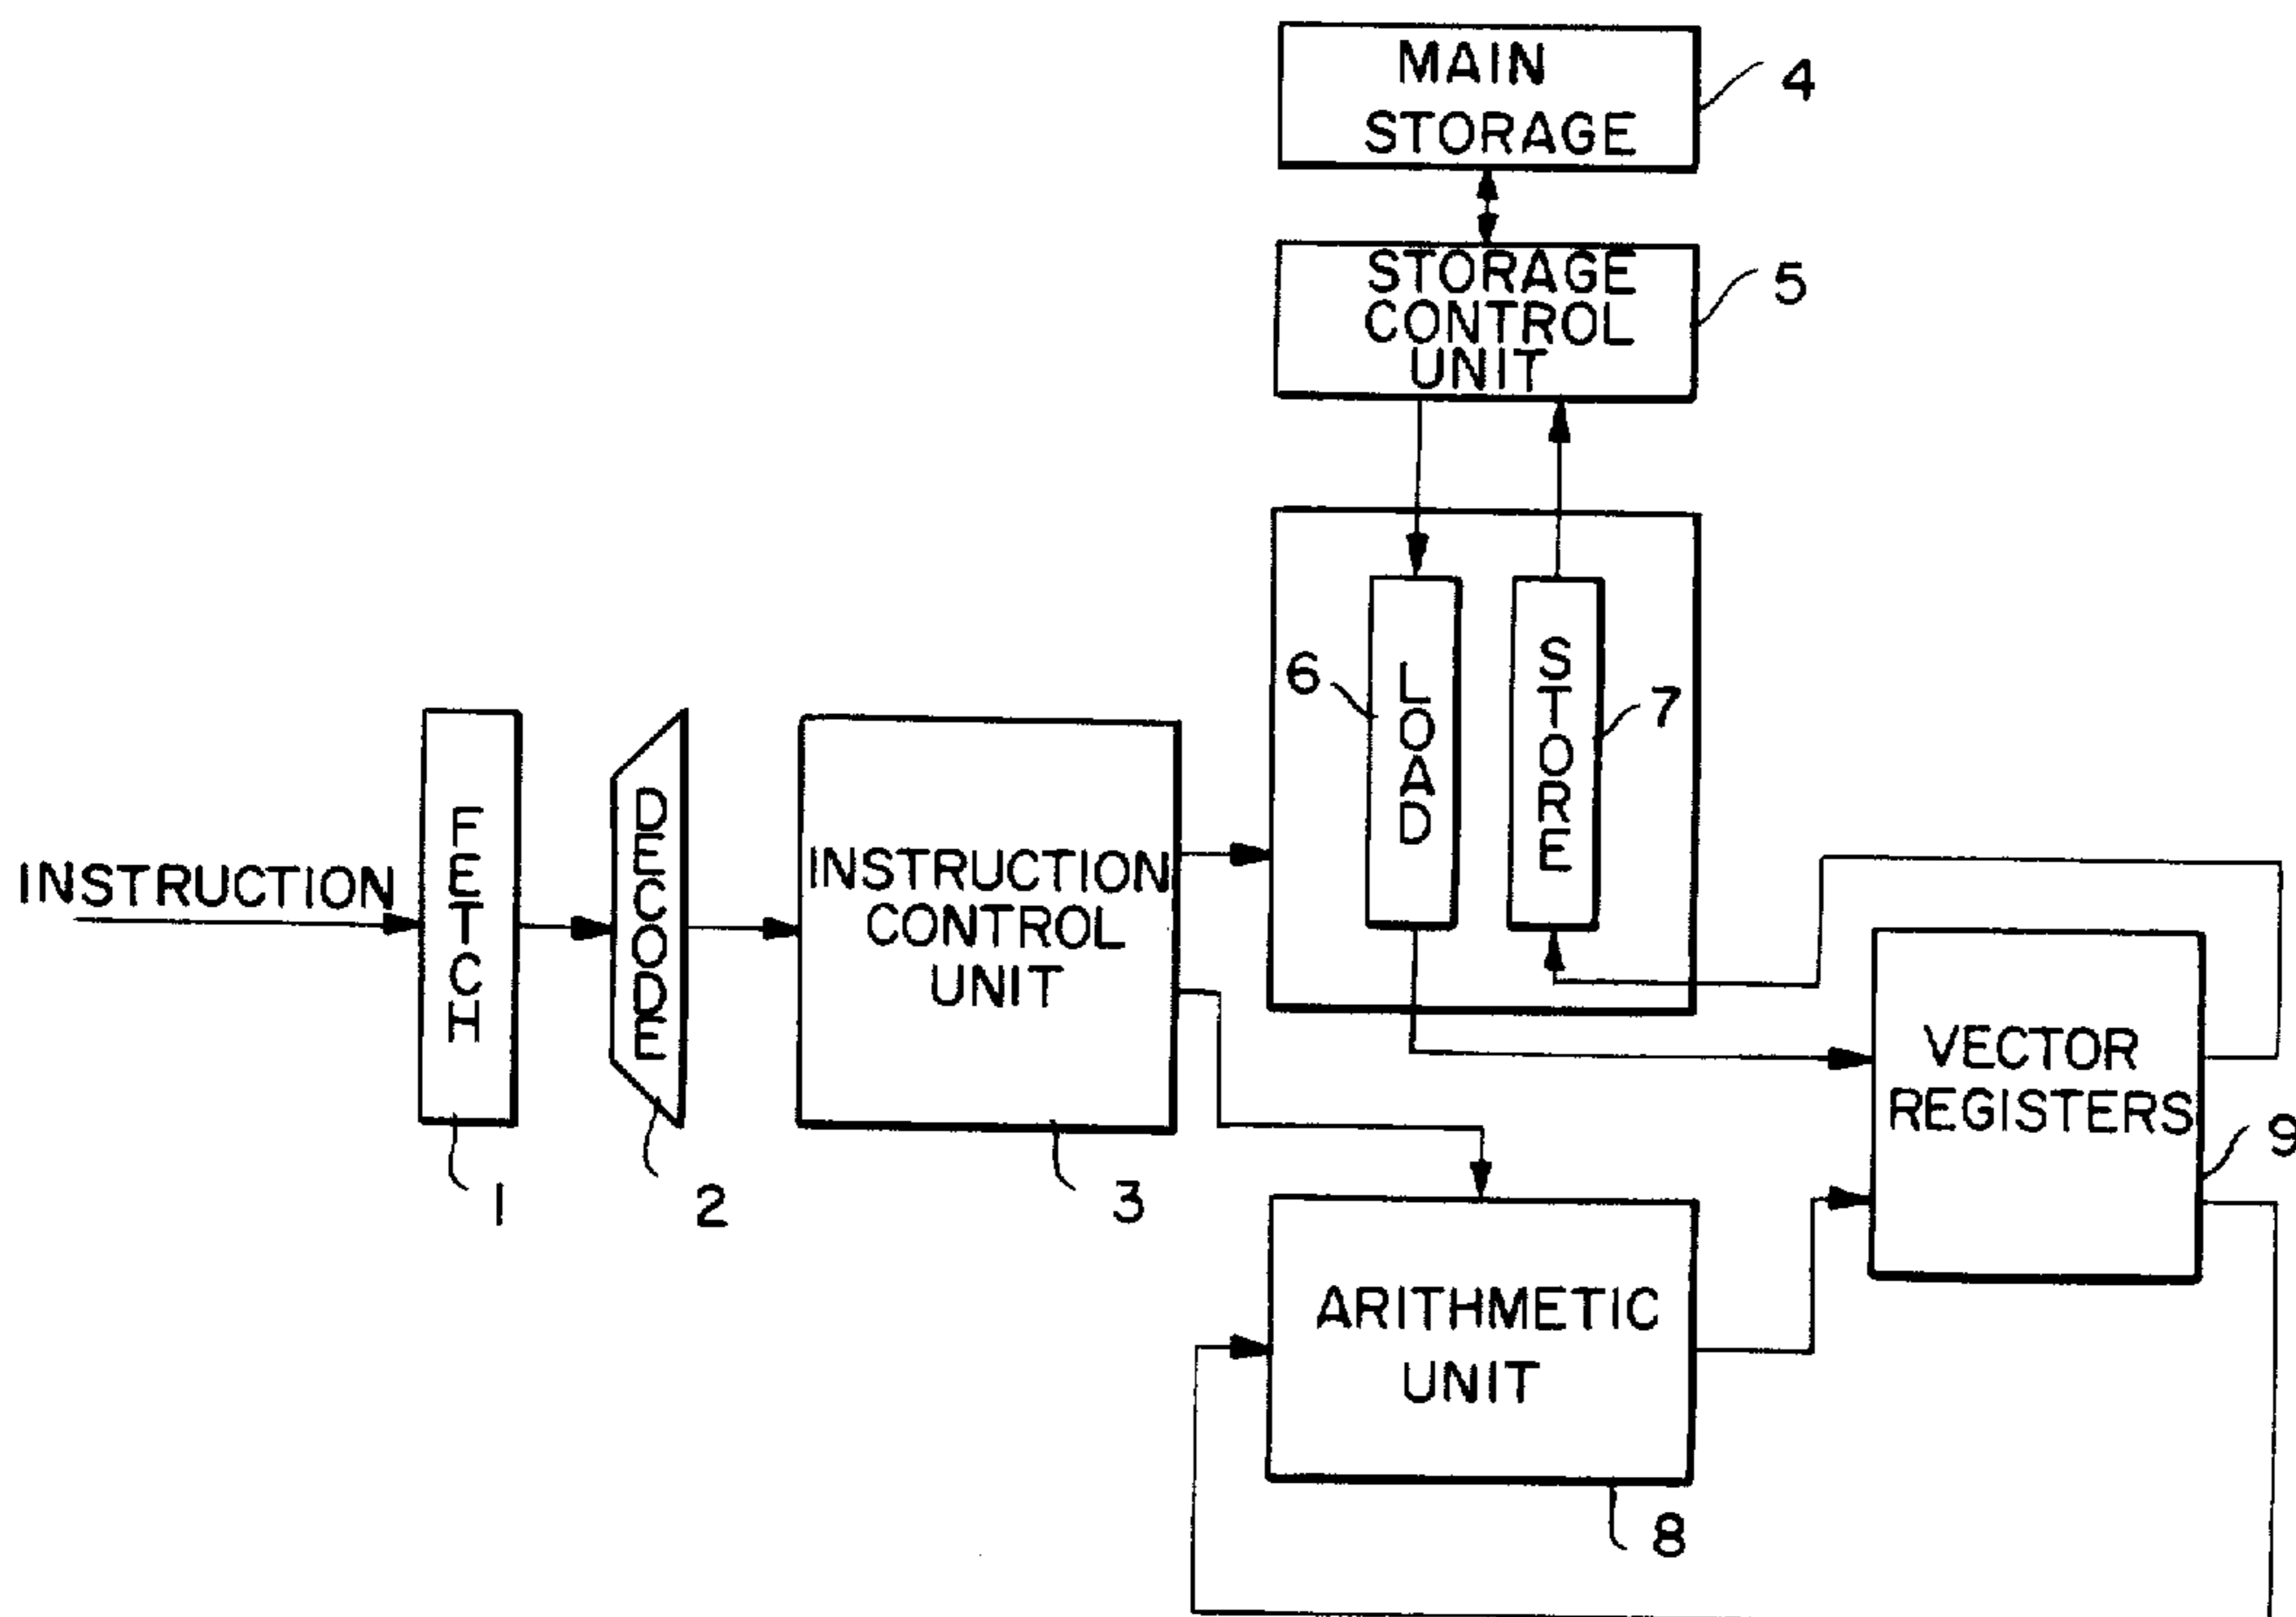 MAIN
STORAGE
4
STORAGE
CONTROL
UNIT
5
6
LOAD
STORE
7
INSTRUCTION
FETCH
DECODE
INSTRUCTION
CONTROL
UNIT
1
2
3
VECTOR
REGISTERS
9
ARITHMETIC
UNIT
8